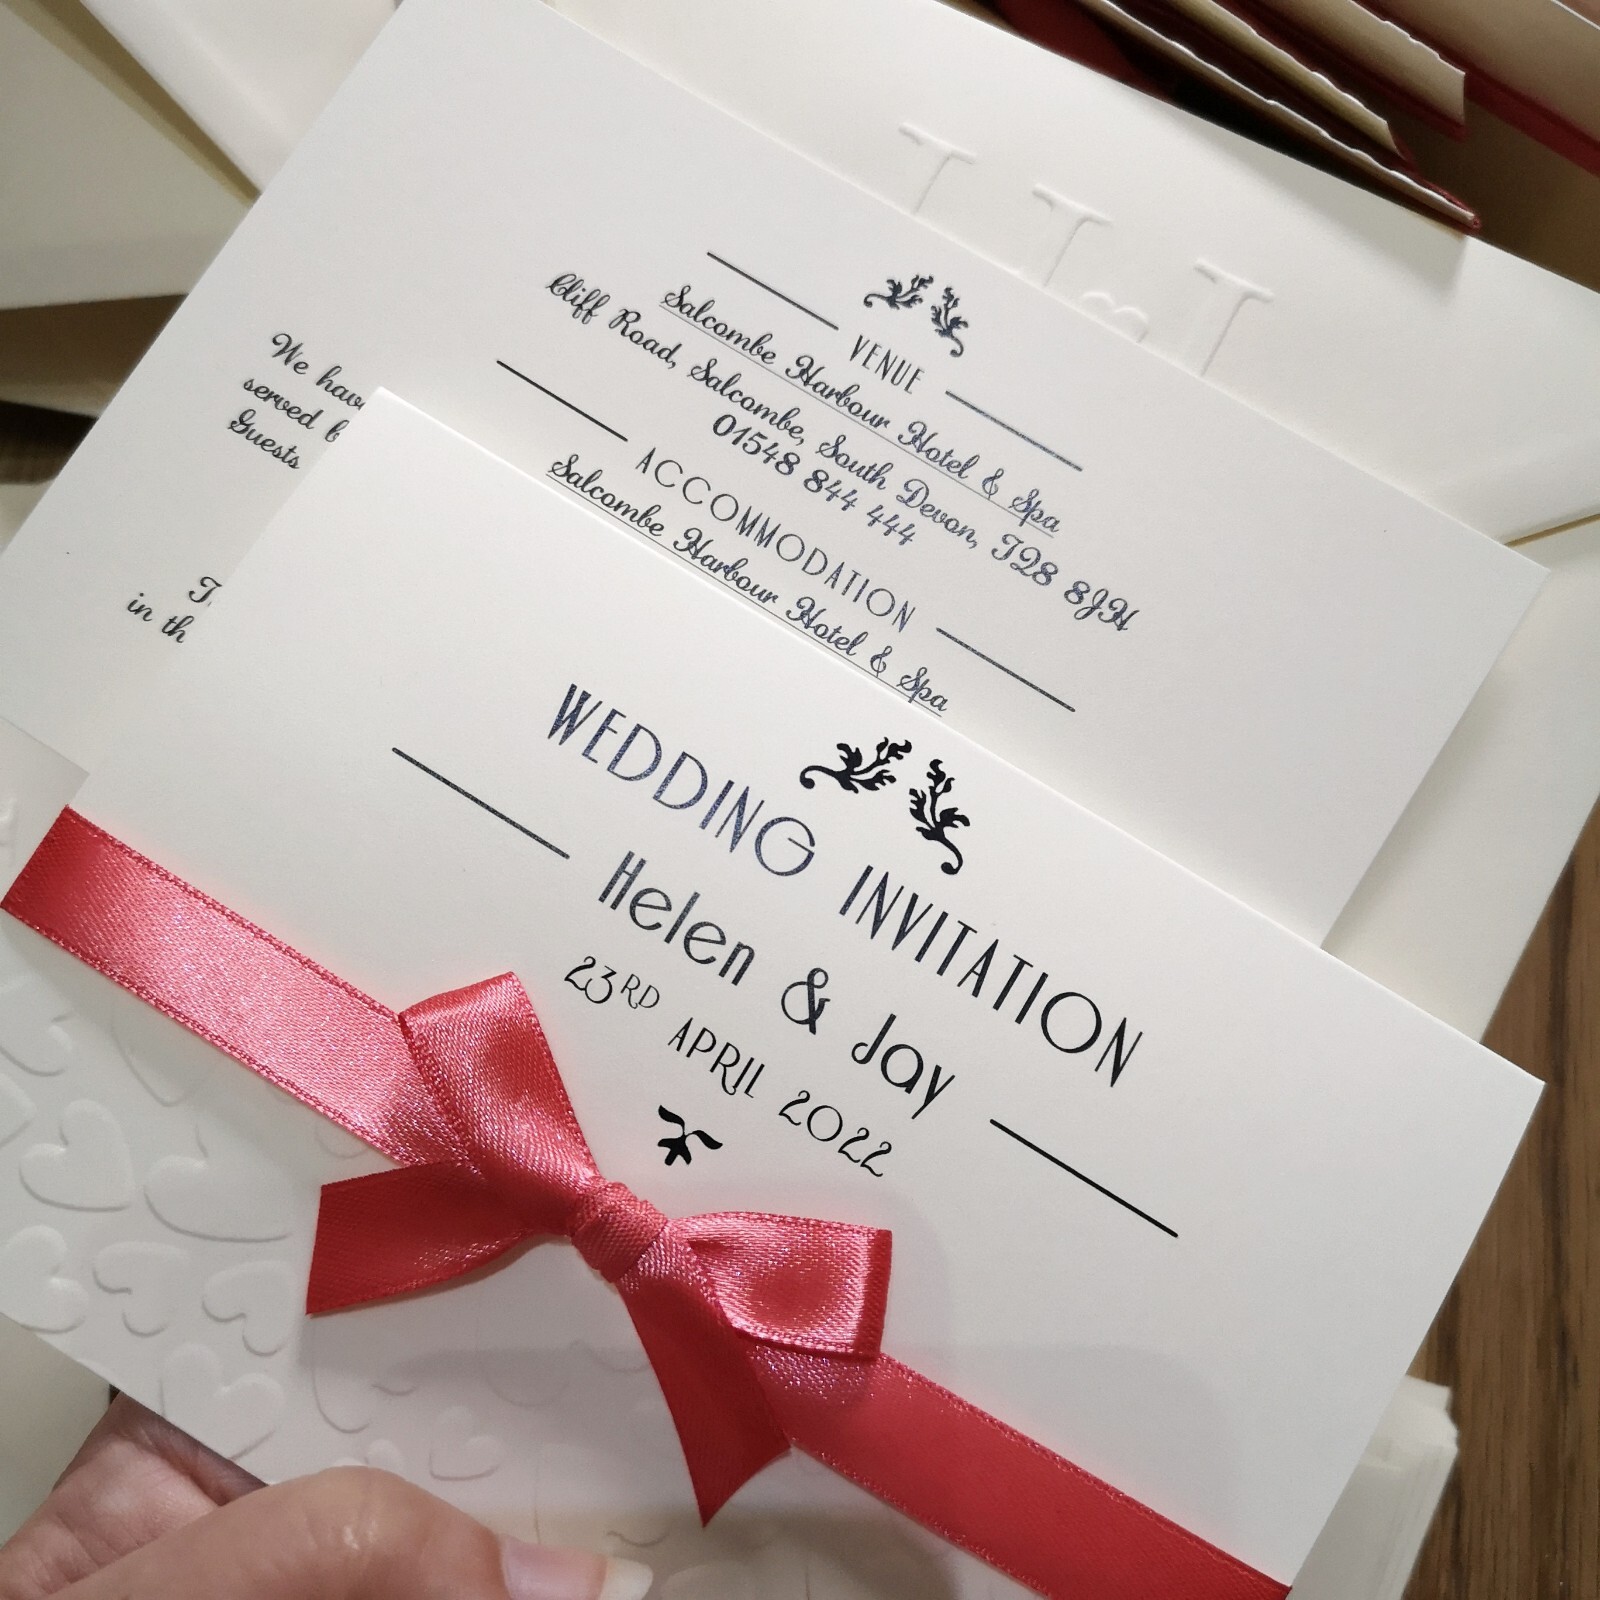 VENUE
Salcombe Harbour Hotel & Spa
Cliff Road, Salcombe, South Devon, TQ8 8JH
01548 844 444
ACCOMMODATION
Salcombe Harbour Hotel & Spa
We have
served
Guests
in th
WEDDING INVITATION
Helen & Jay
23RD APRIL 2022